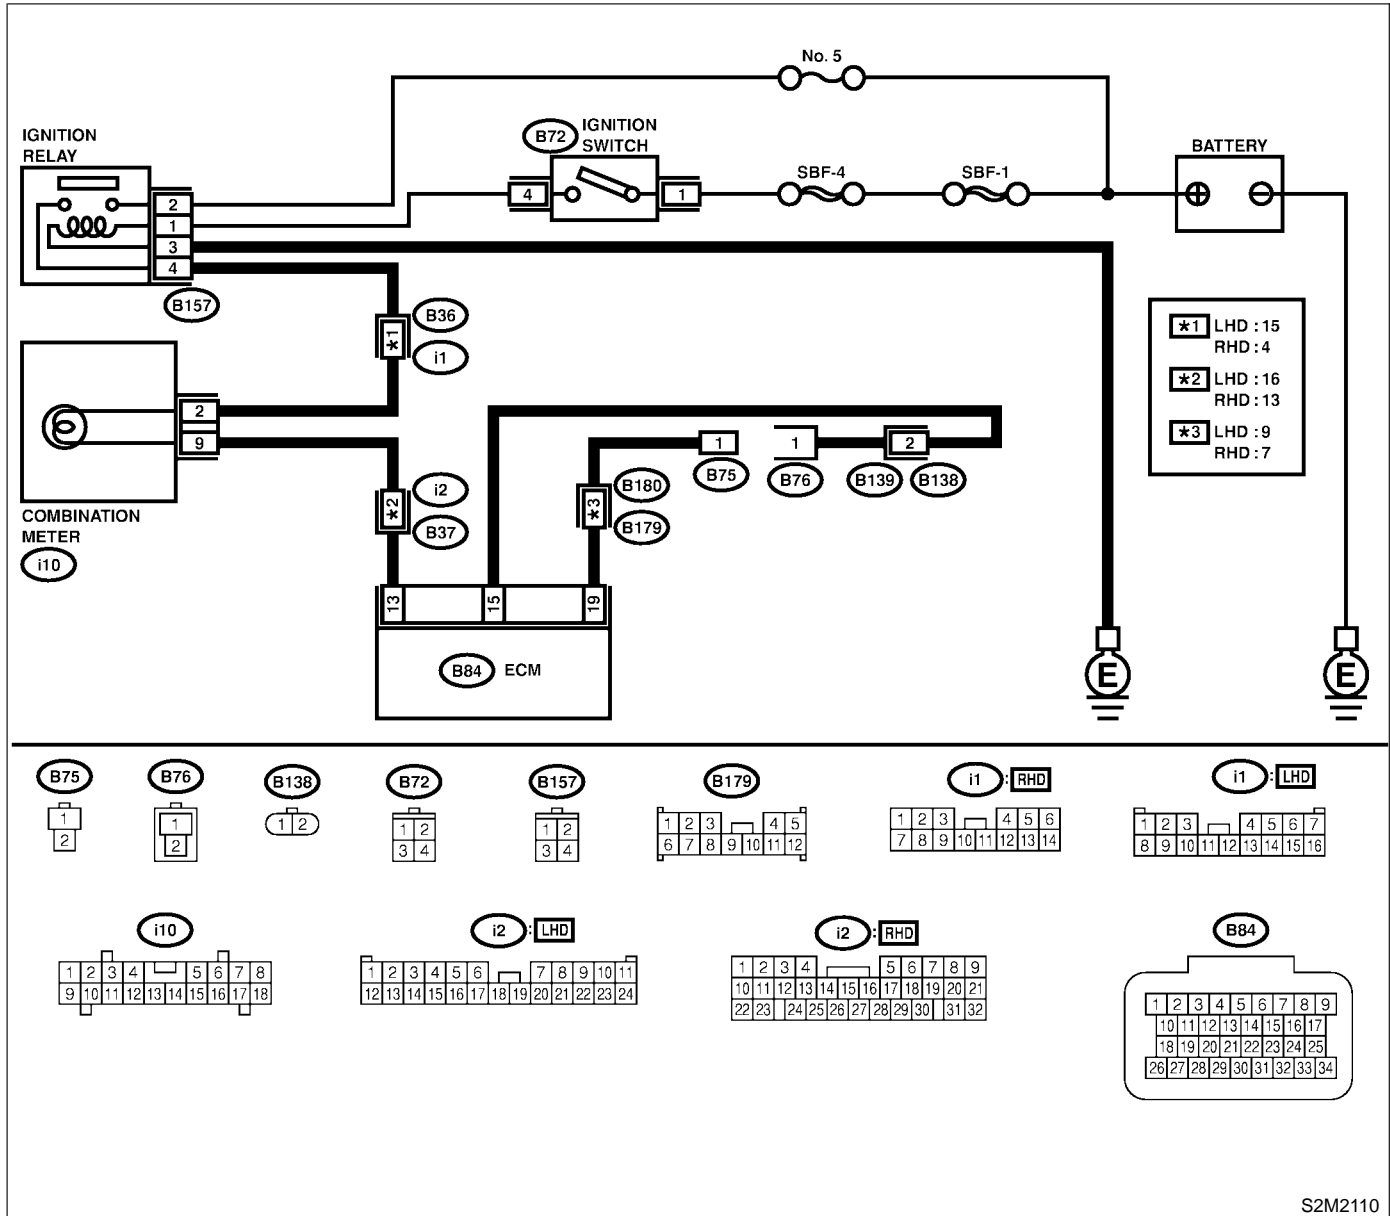 No. 5
IGNITION
RELAY
B72
IGNITION
SWITCH
4
1
SBF-4
SBF-1
BATTERY
2
1
3
4
B157
B36
*1
i1
*1 LHD : 15
RHD : 4
*2 LHD : 16
RHD : 13
*3 LHD : 9
RHD : 7
2
9
1
B75
1
B76
2
B139
B138
COMBINATION
METER
i10
i2
*2
B37
B180
*3
B179
13
15
19
B84 ECM
E
E
B75
B76
B138
B72
B157
B179
i1 : RHD
i1 : LHD
1
2
1
2
1 2
1 2
3 4
1 2
3 4
1 2 3 4 5
6 7 8 9 10 11 12
1 2 3 4 5 6
7 8 9 10 11 12 13 14
1 2 3 4 5 6 7
8 9 10 11 12 13 14 15 16
i10
i2 : LHD
i2 : RHD
B84
1 2 3 4 5 6 7 8
9 10 11 12 13 14 15 16 17 18
1 2 3 4 5 6 7 8 9 10 11
12 13 14 15 16 17 18 19 20 21 22 23 24
1 2 3 4 5 6 7 8 9
10 11 12 13 14 15 16 17 18 19 20 21
22 23 24 25 26 27 28 29 30 31 32
1 2 3 4 5 6 7 8 9
10 11 12 13 14 15 16 17
18 19 20 21 22 23 24 25
26 27 28 29 30 31 32 33 34
S2M2110